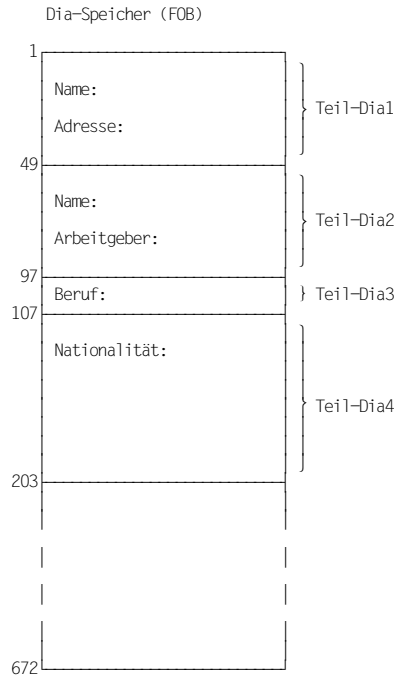 Dia-Speicher (FOB)
1
Name:
Teil-Dia1
Adresse:
49
Name:
Teil-Dia2
Arbeitgeber:
97
Beruf: Teil-Dia3
107
Nationalität:
Teil-Dia4
203
672